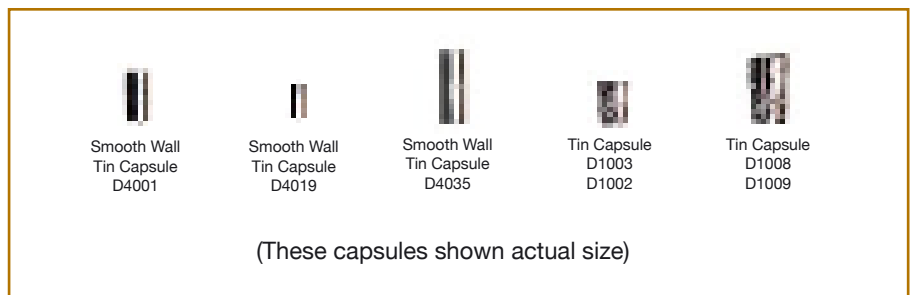 Smooth Wall
Tin Capsule
D4001
Smooth Wall
Tin Capsule
D4019
Smooth Wall
Tin Capsule
D4035
Tin Capsule
D1003
D1002
Tin Capsule
D1008
D1009
(These capsules shown actual size)